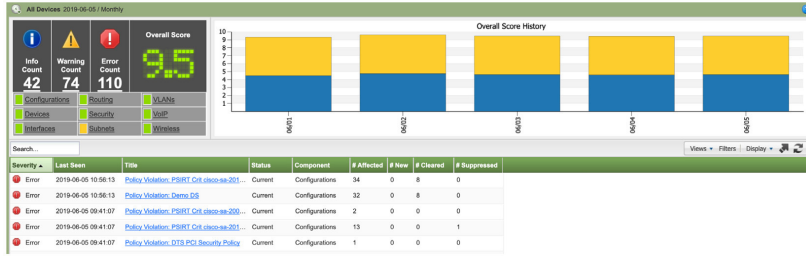 All Devices 2019-06-05 / Monthly
Info Count 42
Warning Count 74
Error Count 110
Overall Score
9.5
Configurations Routing VLANs
Devices Security VoIP
Interfaces Subnets Wireless
Overall Score History
10
9
8
7
6
5
4
3
2
1
06/01 06/02 06/03 06/04 06/05
Search... Views Filters Display
Severity Last Seen Title Status Component # Affected # New # Cleared # Suppressed
Error 2019-06-05 10:56:13 Policy Violation: PSIRT Crit cisco-sa-201... Current Configurations 34 0 8 0
Error 2019-06-05 10:56:13 Policy Violation: Demo DS Current Configurations 32 0 8 0
Error 2019-06-05 09:41:07 Policy Violation: PSIRT Crit cisco-sa-200... Current Configurations 2 0 0 0
Error 2019-06-05 09:41:07 Policy Violation: PSIRT Crit cisco-sa-201... Current Configurations 13 0 0 1
Error 2019-06-05 09:41:07 Policy Violation: DTS PCI Security Policy Current Configurations 1 0 0 0